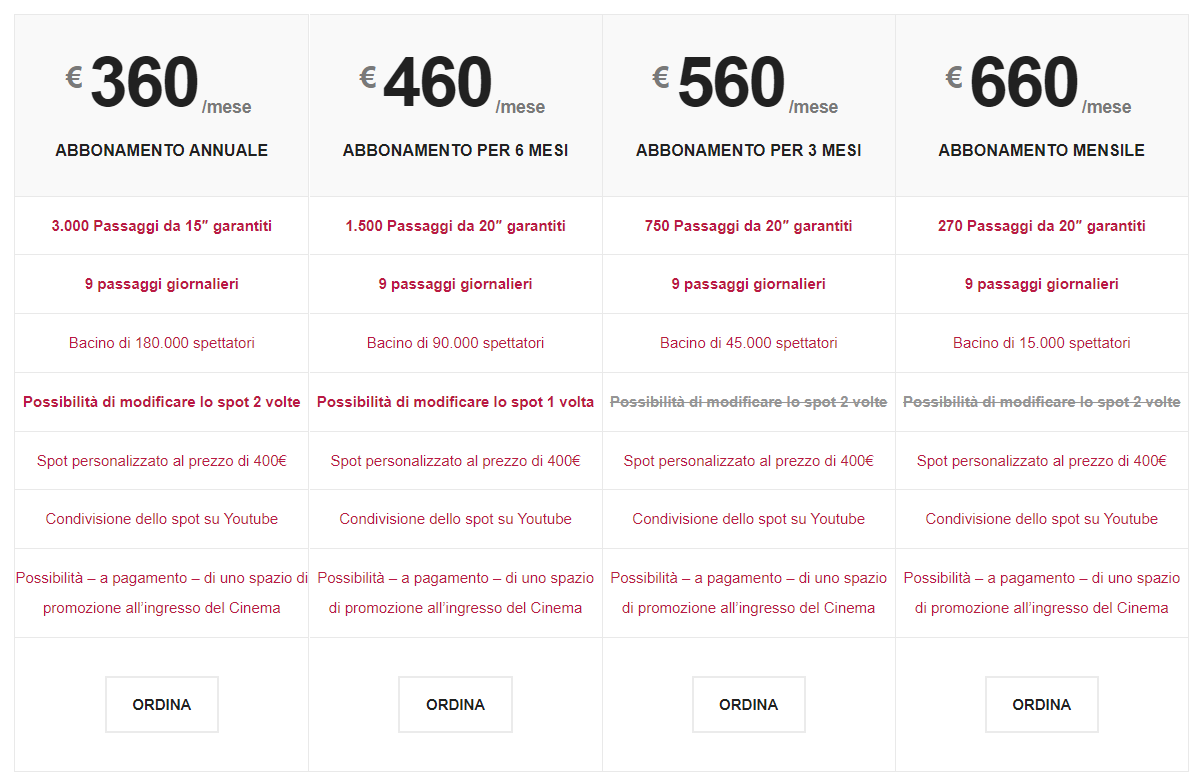 € 360 /mese
ABBONAMENTO ANNUALE
3.000 Passaggi da 15″ garantiti
9 passaggi giornalieri
Bacino di 180.000 spettatori
Possibilità di modificare lo spot 2 volte
Spot personalizzato al prezzo di 400€
Condivisione dello spot su Youtube
Possibilità – a pagamento – di uno spazio di
promozione all’ingresso del Cinema
ORDINA
€ 460 /mese
ABBONAMENTO PER 6 MESI
1.500 Passaggi da 20″ garantiti
9 passaggi giornalieri
Bacino di 90.000 spettatori
Possibilità di modificare lo spot 1 volta
Spot personalizzato al prezzo di 400€
Condivisione dello spot su Youtube
Possibilità – a pagamento – di uno spazio
di promozione all’ingresso del Cinema
ORDINA
€ 560 /mese
ABBONAMENTO PER 3 MESI
750 Passaggi da 20″ garantiti
9 passaggi giornalieri
Bacino di 45.000 spettatori
Possibilità di modificare lo spot 2 volte
Spot personalizzato al prezzo di 400€
Condivisione dello spot su Youtube
Possibilità – a pagamento – di uno spazio
di promozione all’ingresso del Cinema
ORDINA
€ 660 /mese
ABBONAMENTO MENSILE
270 Passaggi da 20″ garantiti
9 passaggi giornalieri
Bacino di 15.000 spettatori
Possibilità di modificare lo spot 2 volte
Spot personalizzato al prezzo di 400€
Condivisione dello spot su Youtube
Possibilità – a pagamento – di uno spazio
di promozione all’ingresso del Cinema
ORDINA